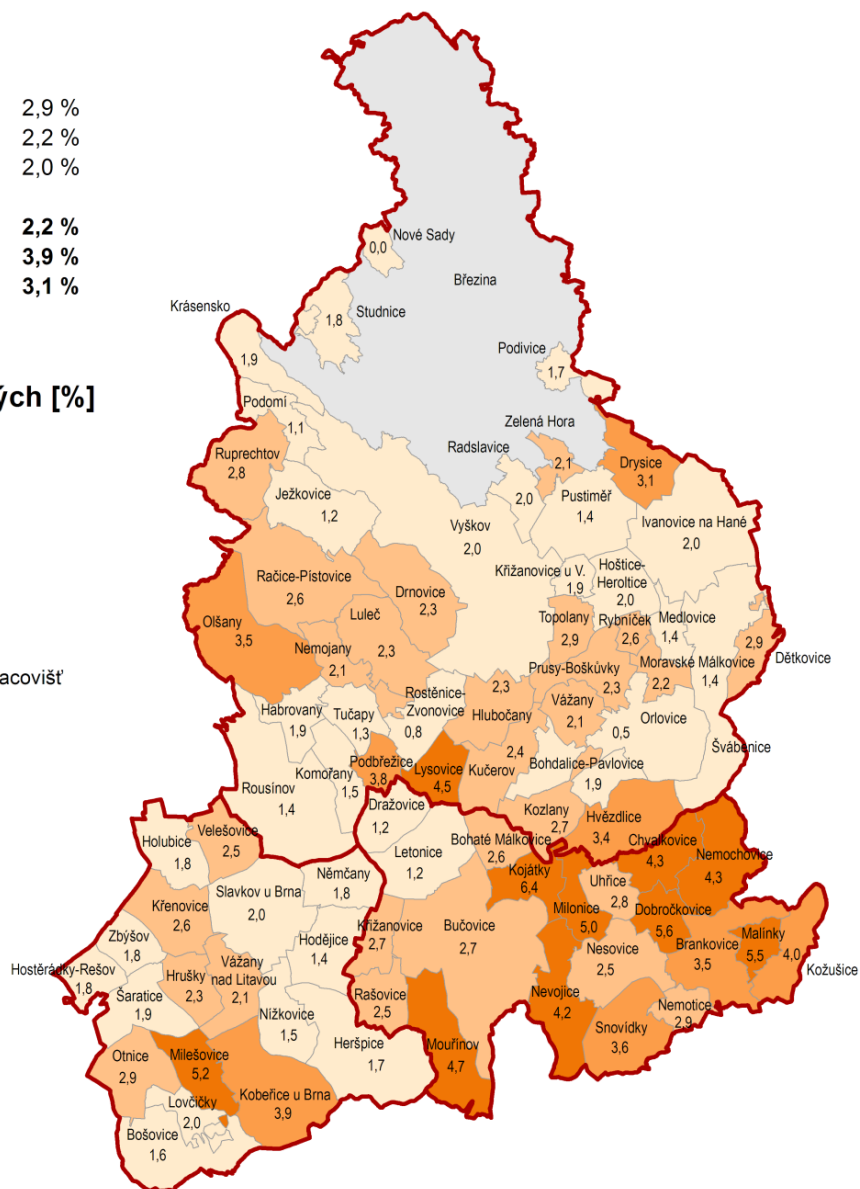 2,9 %
2,2 %
2,0 %
2,2 %
3,9 %
3,1 %
ých [%]
acovišť
Nové Sady
0,0
Březina
Krásensko
1,9
Studnice
1,8
Podivice
1,7
Podomí
1,1
Zelená Hora
2,1
Radslavice
2,0
Ruprechtov
2,8
Drysice
3,1
Ježkovice
1,2
Pustiměř
1,4
Vyškov
2,0
Ivanovice na Hané
2,0
Křižanovice u V.
1,9
Hoštice-
Heroltice
2,0
Račice-Pístovice
2,6
Drnovice
2,3
Olšany
3,5
Luleč
2,3
Nemojany
2,1
Topolany
2,9
Rybníček
2,6
Medlovice
1,4
2,9
Dětkovice
Prusy-Boškůvky
2,3
Moravské Málkovice
2,2
1,4
Švábenice
Habrovany
1,9
Tučapy
1,3
Rostěnice-
Zvonovice
0,8
2,3
Hlubočany
Vážany
2,1
0,5
Orlovice
Rousínov
1,4
Komořany
1,5
Podbřežice
3,8
Lysovice
4,5
2,4
Kučerov
Bohdalice-Pavlovice
1,9
Kozlany
2,7
Hvězdlice
3,4
Dražovice
1,2
Letonice
1,2
Bohaté Málkovice
2,6
Chvalkovice
4,3
Nemochovice
4,3
Holubice
1,8
Velešovice
2,5
Němčany
1,8
Slavkov u Brna
2,0
Kojátky
6,4
Uhřice
2,8
Milonice
5,0
Dobročkovice
5,6
Křenovice
2,6
Zbýšov
1,8
Hodějice
1,4
Křižanovice
2,7
Bučovice
2,7
Nesovice
2,5
Brankovice
3,5
Malínky
5,5
4,0
Kožušice
Hostěrádky-Rešov
1,8
Šaratice
1,9
Hrušky
2,3
Vážany
nad Litavou
2,1
Nížkovice
1,5
Rašovice
2,5
Nevojice
4,2
Nemotice
2,9
Snovídky
3,6
Otnice
2,9
Milešovice
5,2
Heršpice
1,7
Mouřínov
4,7
Kobeřice u Brna
3,9
Lovčičky
2,0
Bošovice
1,6